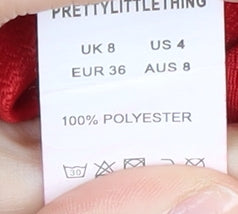 PRETTYLITTLETHING
UK 8 US 4
EUR 36 AUS 8
100% POLYESTER
30